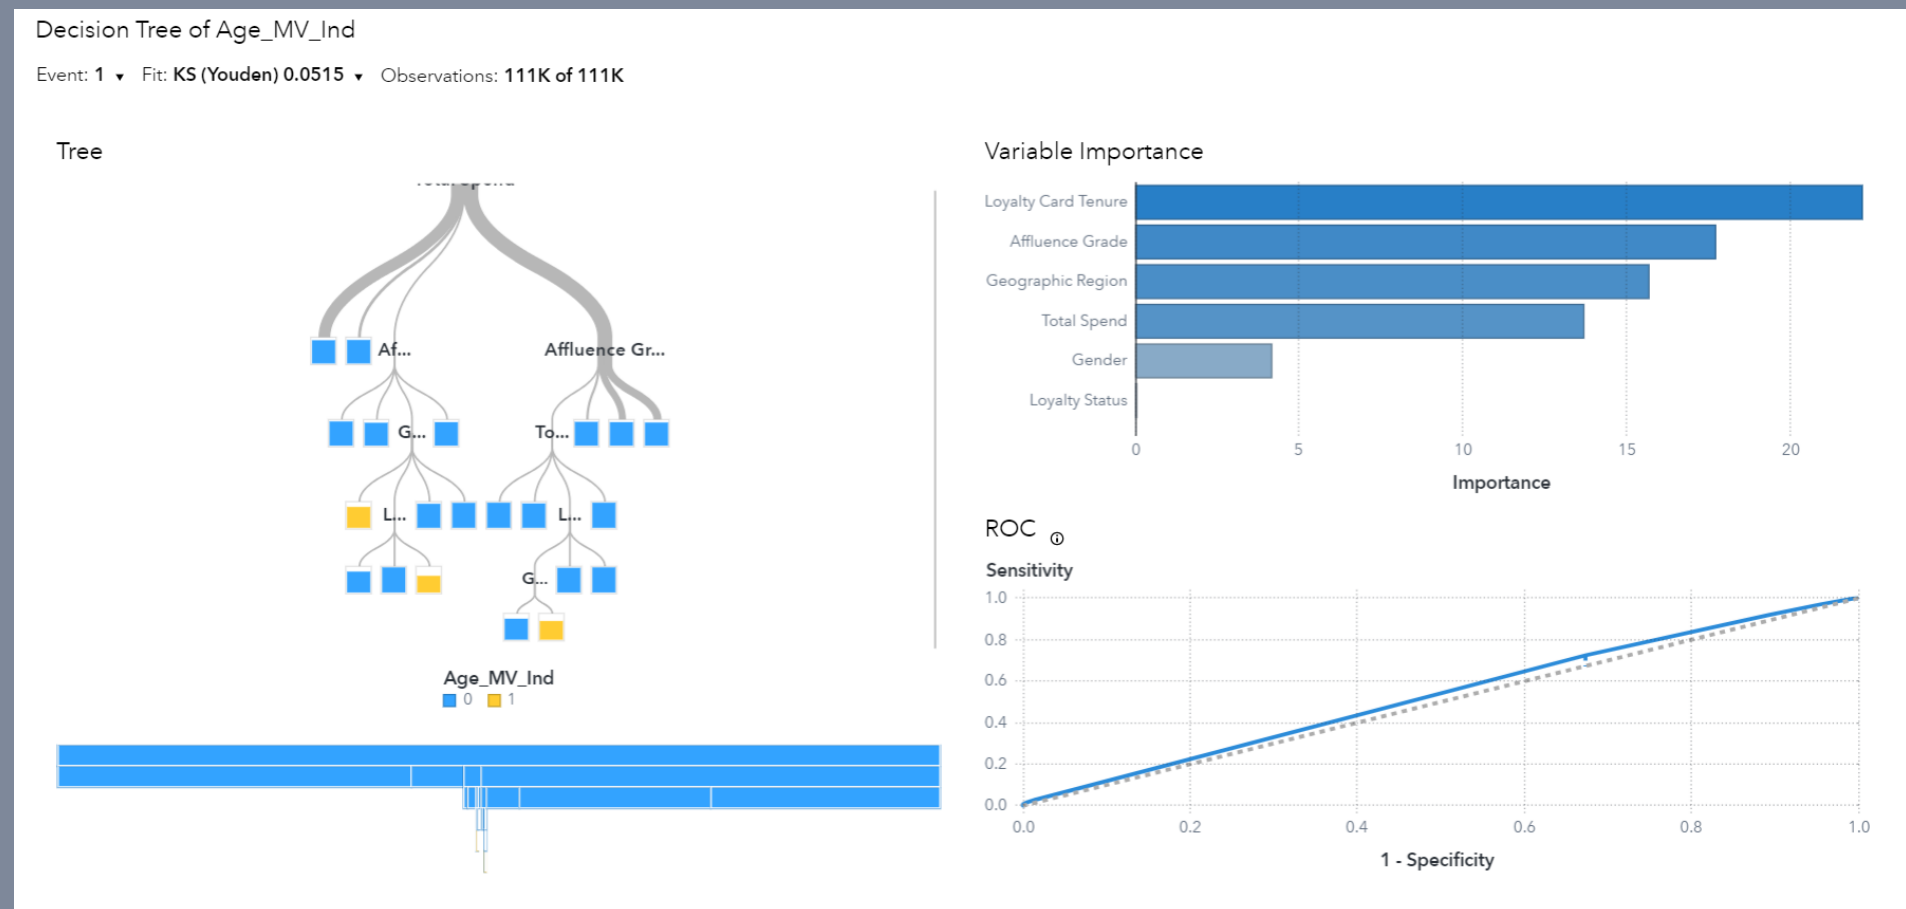 Decision Tree of Age_MV_Ind
Event: 1 Fit: KS (Youden) 0.0515 Observations: 111K of 111K
Tree
Total Spend
Af...
Affluence Gr...
G...
To...
L...
L...
G...
Age_MV_Ind
0 1
Variable Importance
Loyalty Card Tenure
Affluence Grade
Geographic Region
Total Spend
Gender
Loyalty Status
0 5 10 15 20
Importance
ROC
Sensitivity
1.0
0.8
0.6
0.4
0.2
0.0
0.0 0.2 0.4 0.6 0.8 1.0
1 - Specificity